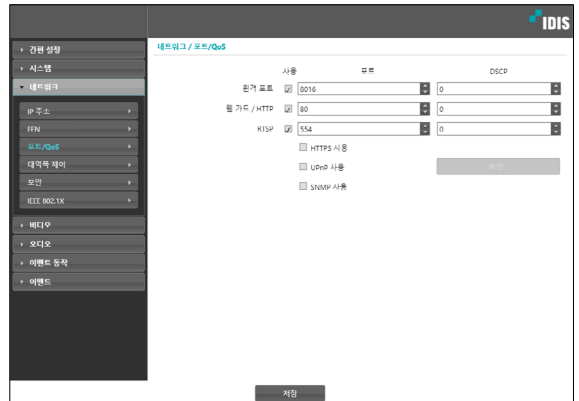 IDIS
네트워크 / 포트/QoS
간편 설정
시스템
네트워크
IP 주소
FEN
포트/QoS
대역폭 제어
보안
IEEE 802.1X
비디오
오디오
이벤트 동작
이벤트
사용 포트 DSCP
원격 포트 8016 0
웹 가드 / HTTP 80 0
RTSP 554 0
HTTPS 사용
UPnP 사용
SNMP 사용
저장